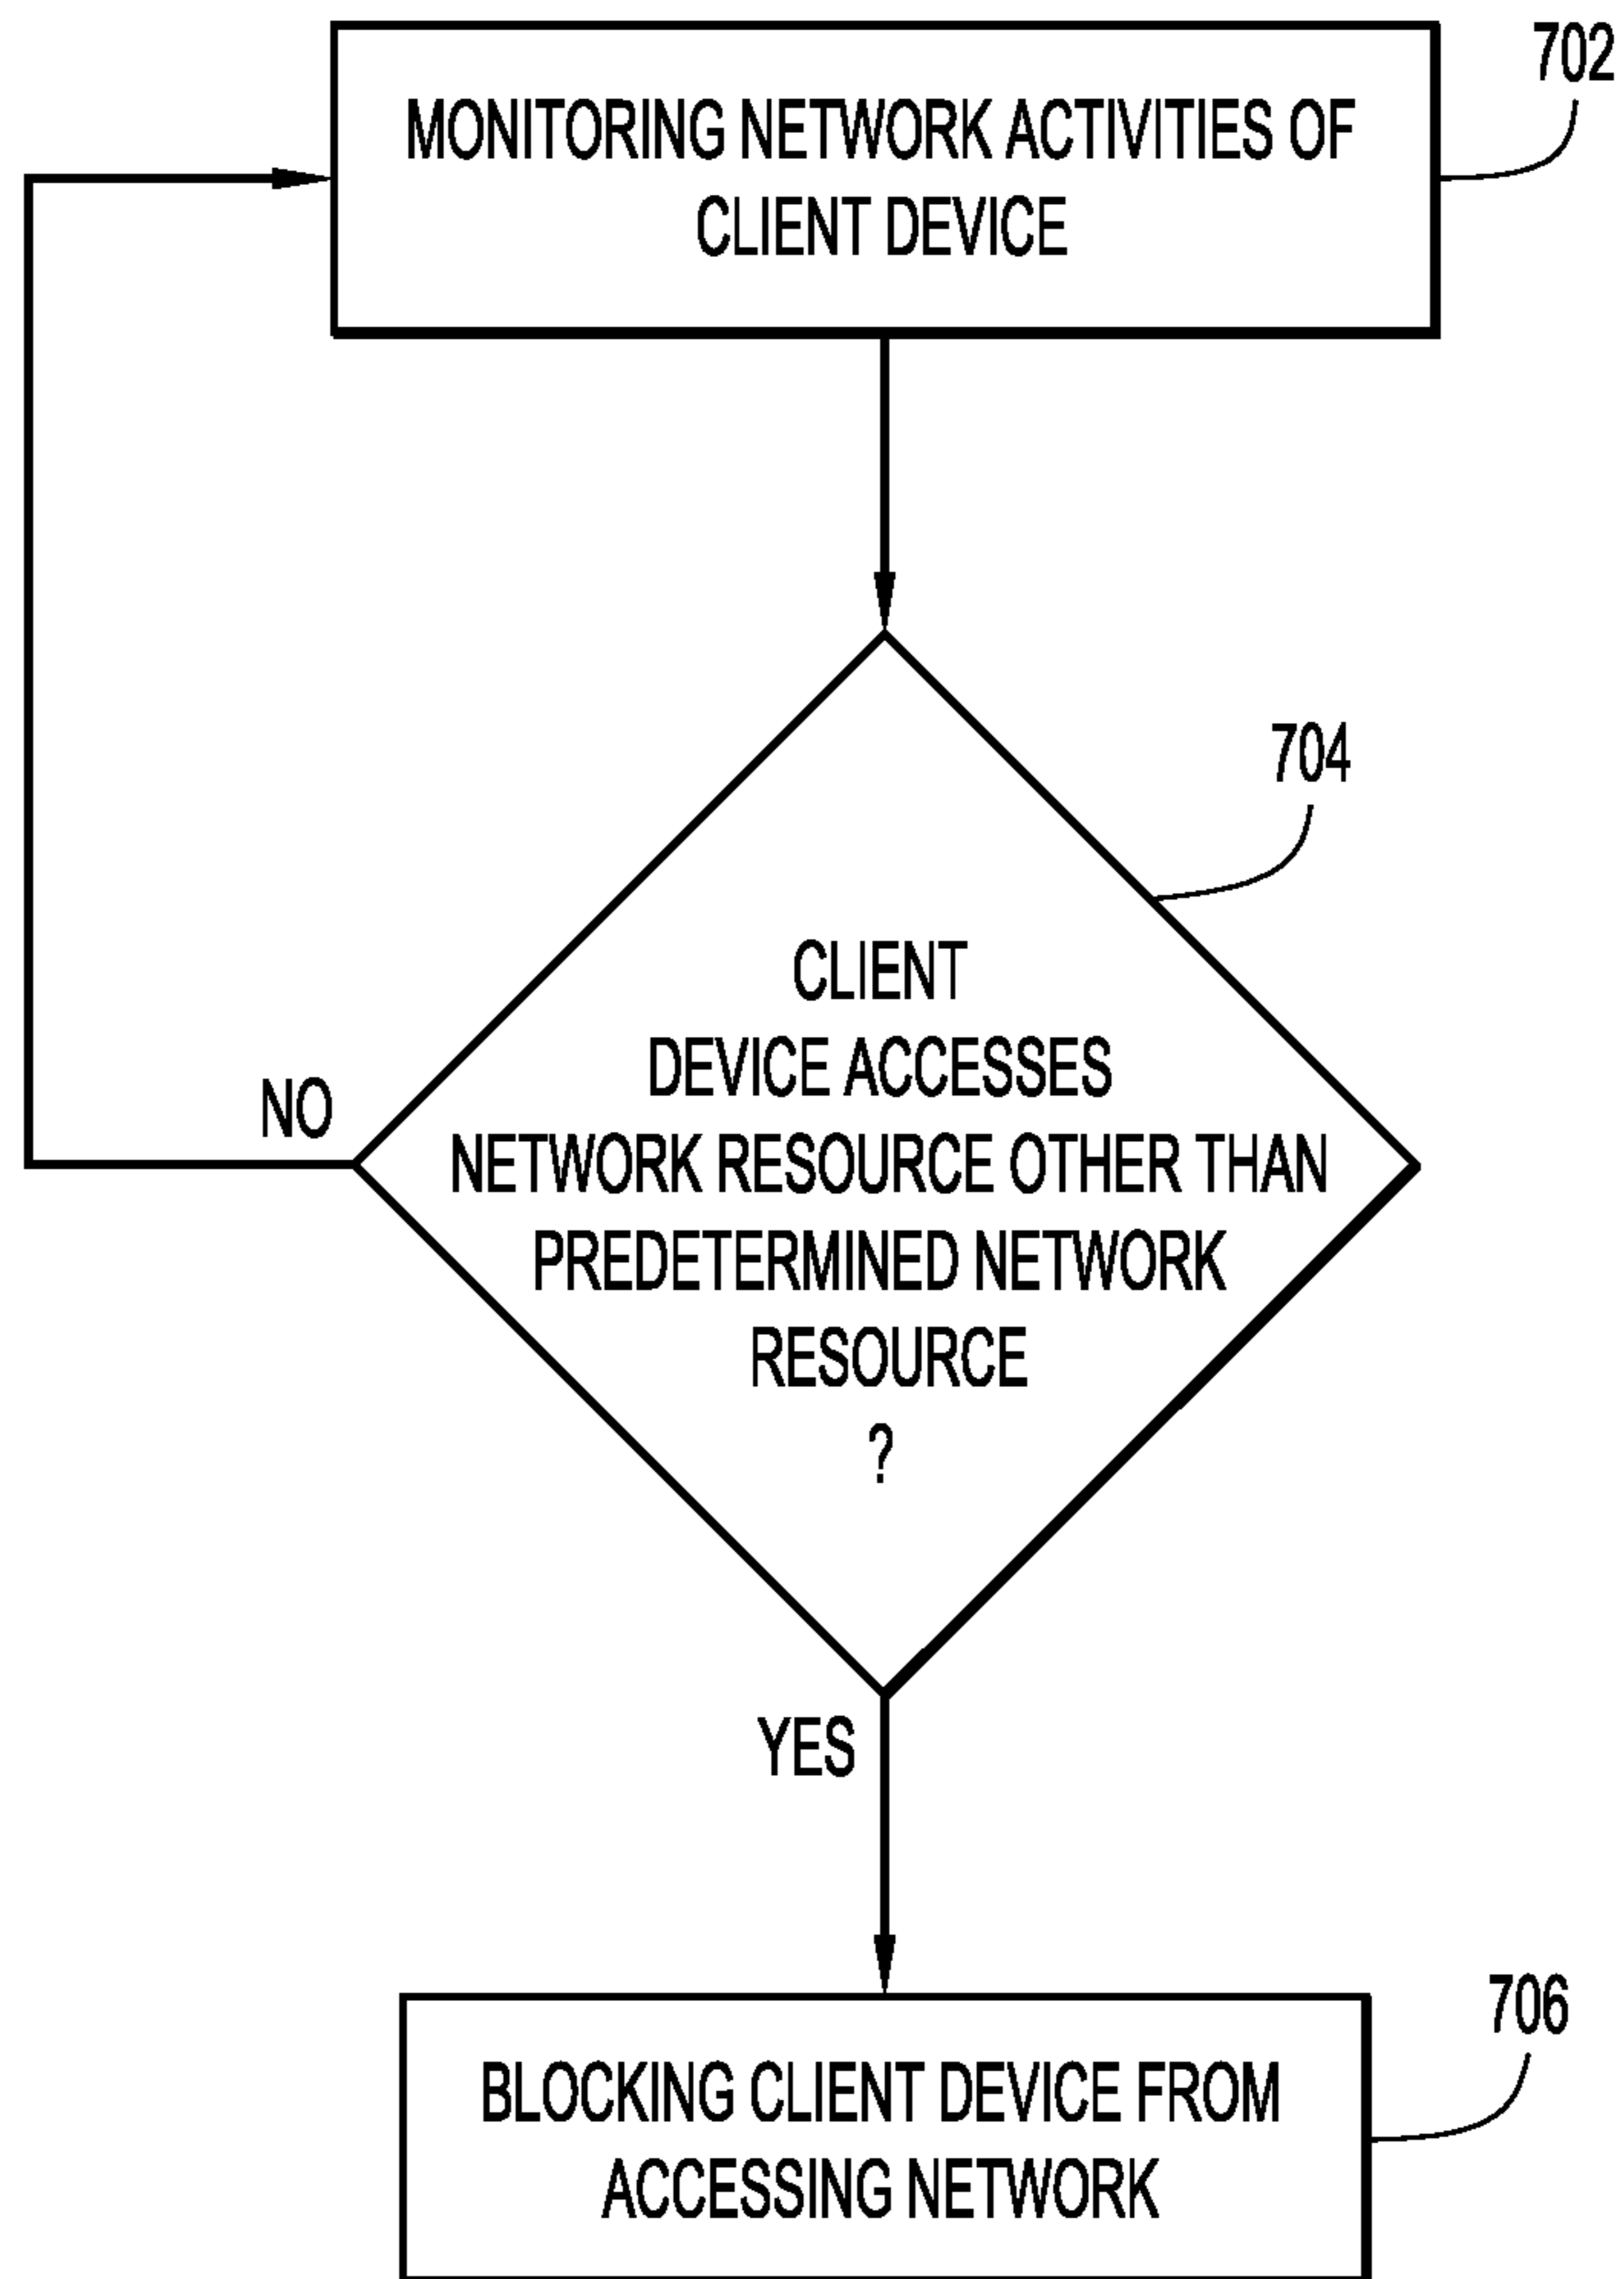 702
MONITORING NETWORK ACTIVITIES OF
CLIENT DEVICE
704
CLIENT
DEVICE ACCESSES
NETWORK RESOURCE OTHER THAN
PREDETERMINED NETWORK
RESOURCE
?
NO
YES
706
BLOCKING CLIENT DEVICE FROM
ACCESSING NETWORK